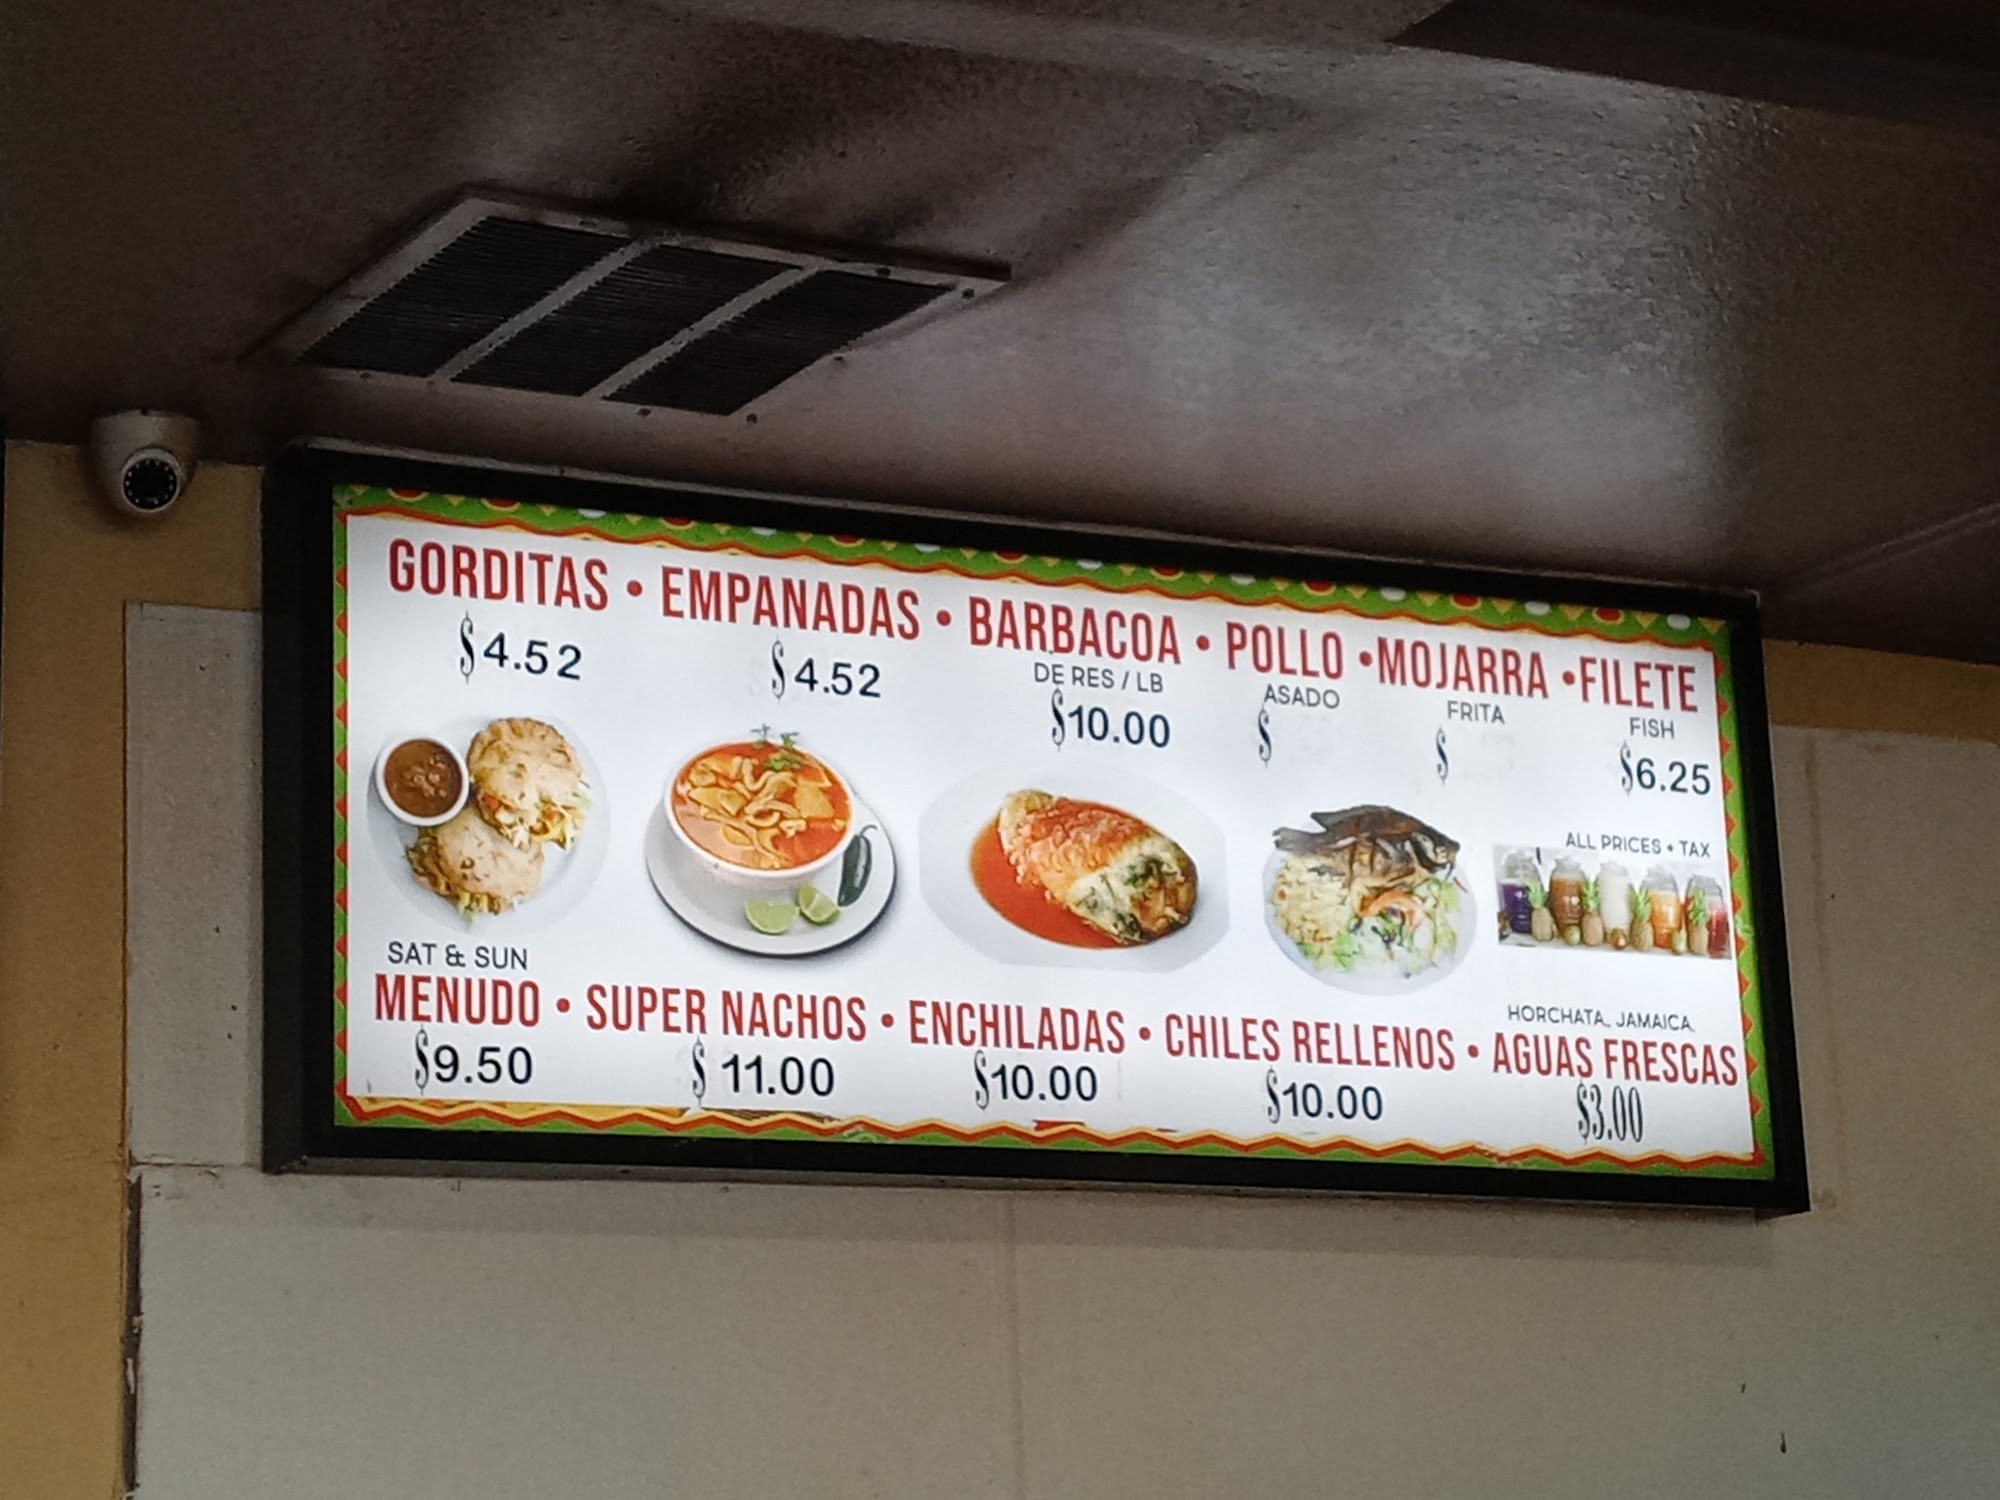 GORDITAS • EMPANADAS • BARBACOA • POLLO • MOJARRA • FILETE
DE RES / LB ASADO FRITA FISH
$4.52 $4.52 $10.00 $ $ $6.25
ALL PRICES + TAX
SAT & SUN
HORCHATA, JAMAICA
MENUDO • SUPER NACHOS • ENCHILADAS • CHILES RELLENOS • AGUAS FRESCAS
$9.50 $11.00 $10.00 $10.00 $3.00